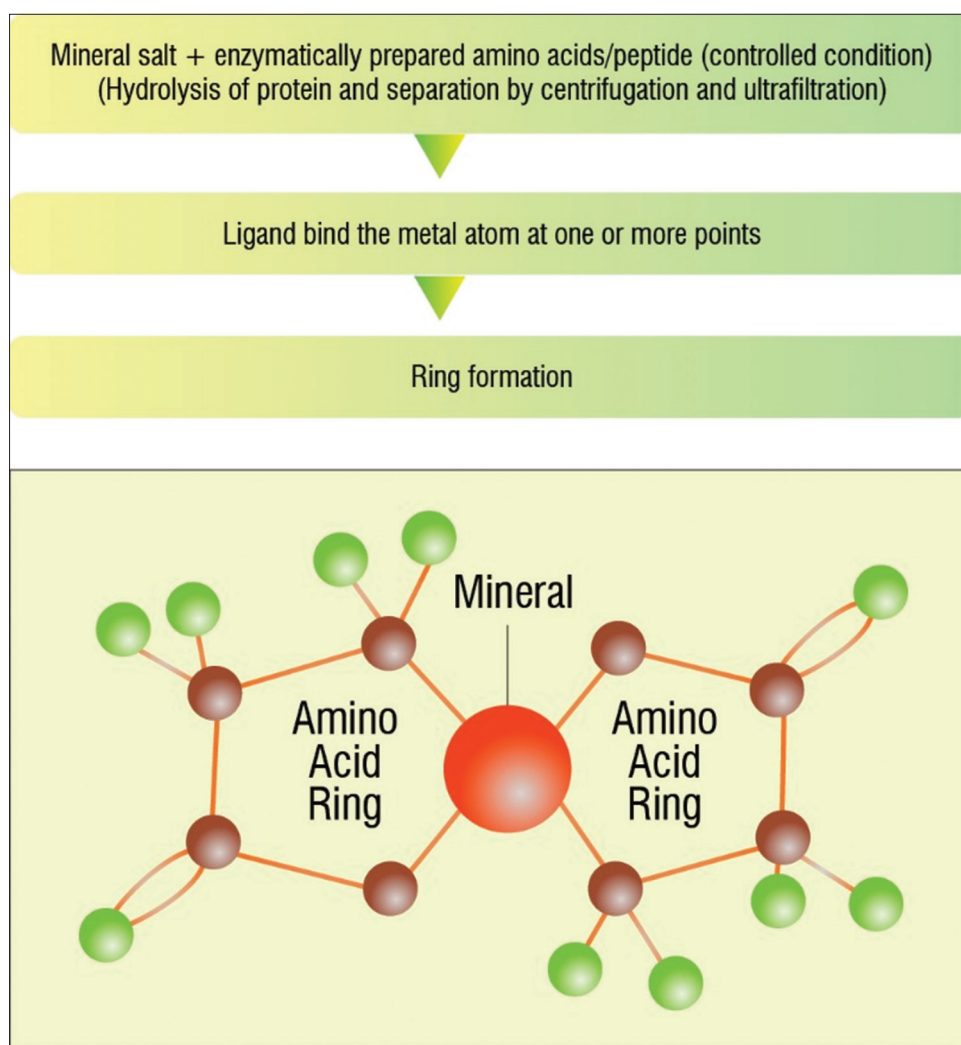 Mineral salt + enzymatically prepared amino acids/peptide (controlled condition)
(Hydrolysis of protein and separation by centrifugation and ultrafiltration)
Ligand bind the metal atom at one or more points
Ring formation
Mineral
Amino
Acid
Ring
Amino
Acid
Ring